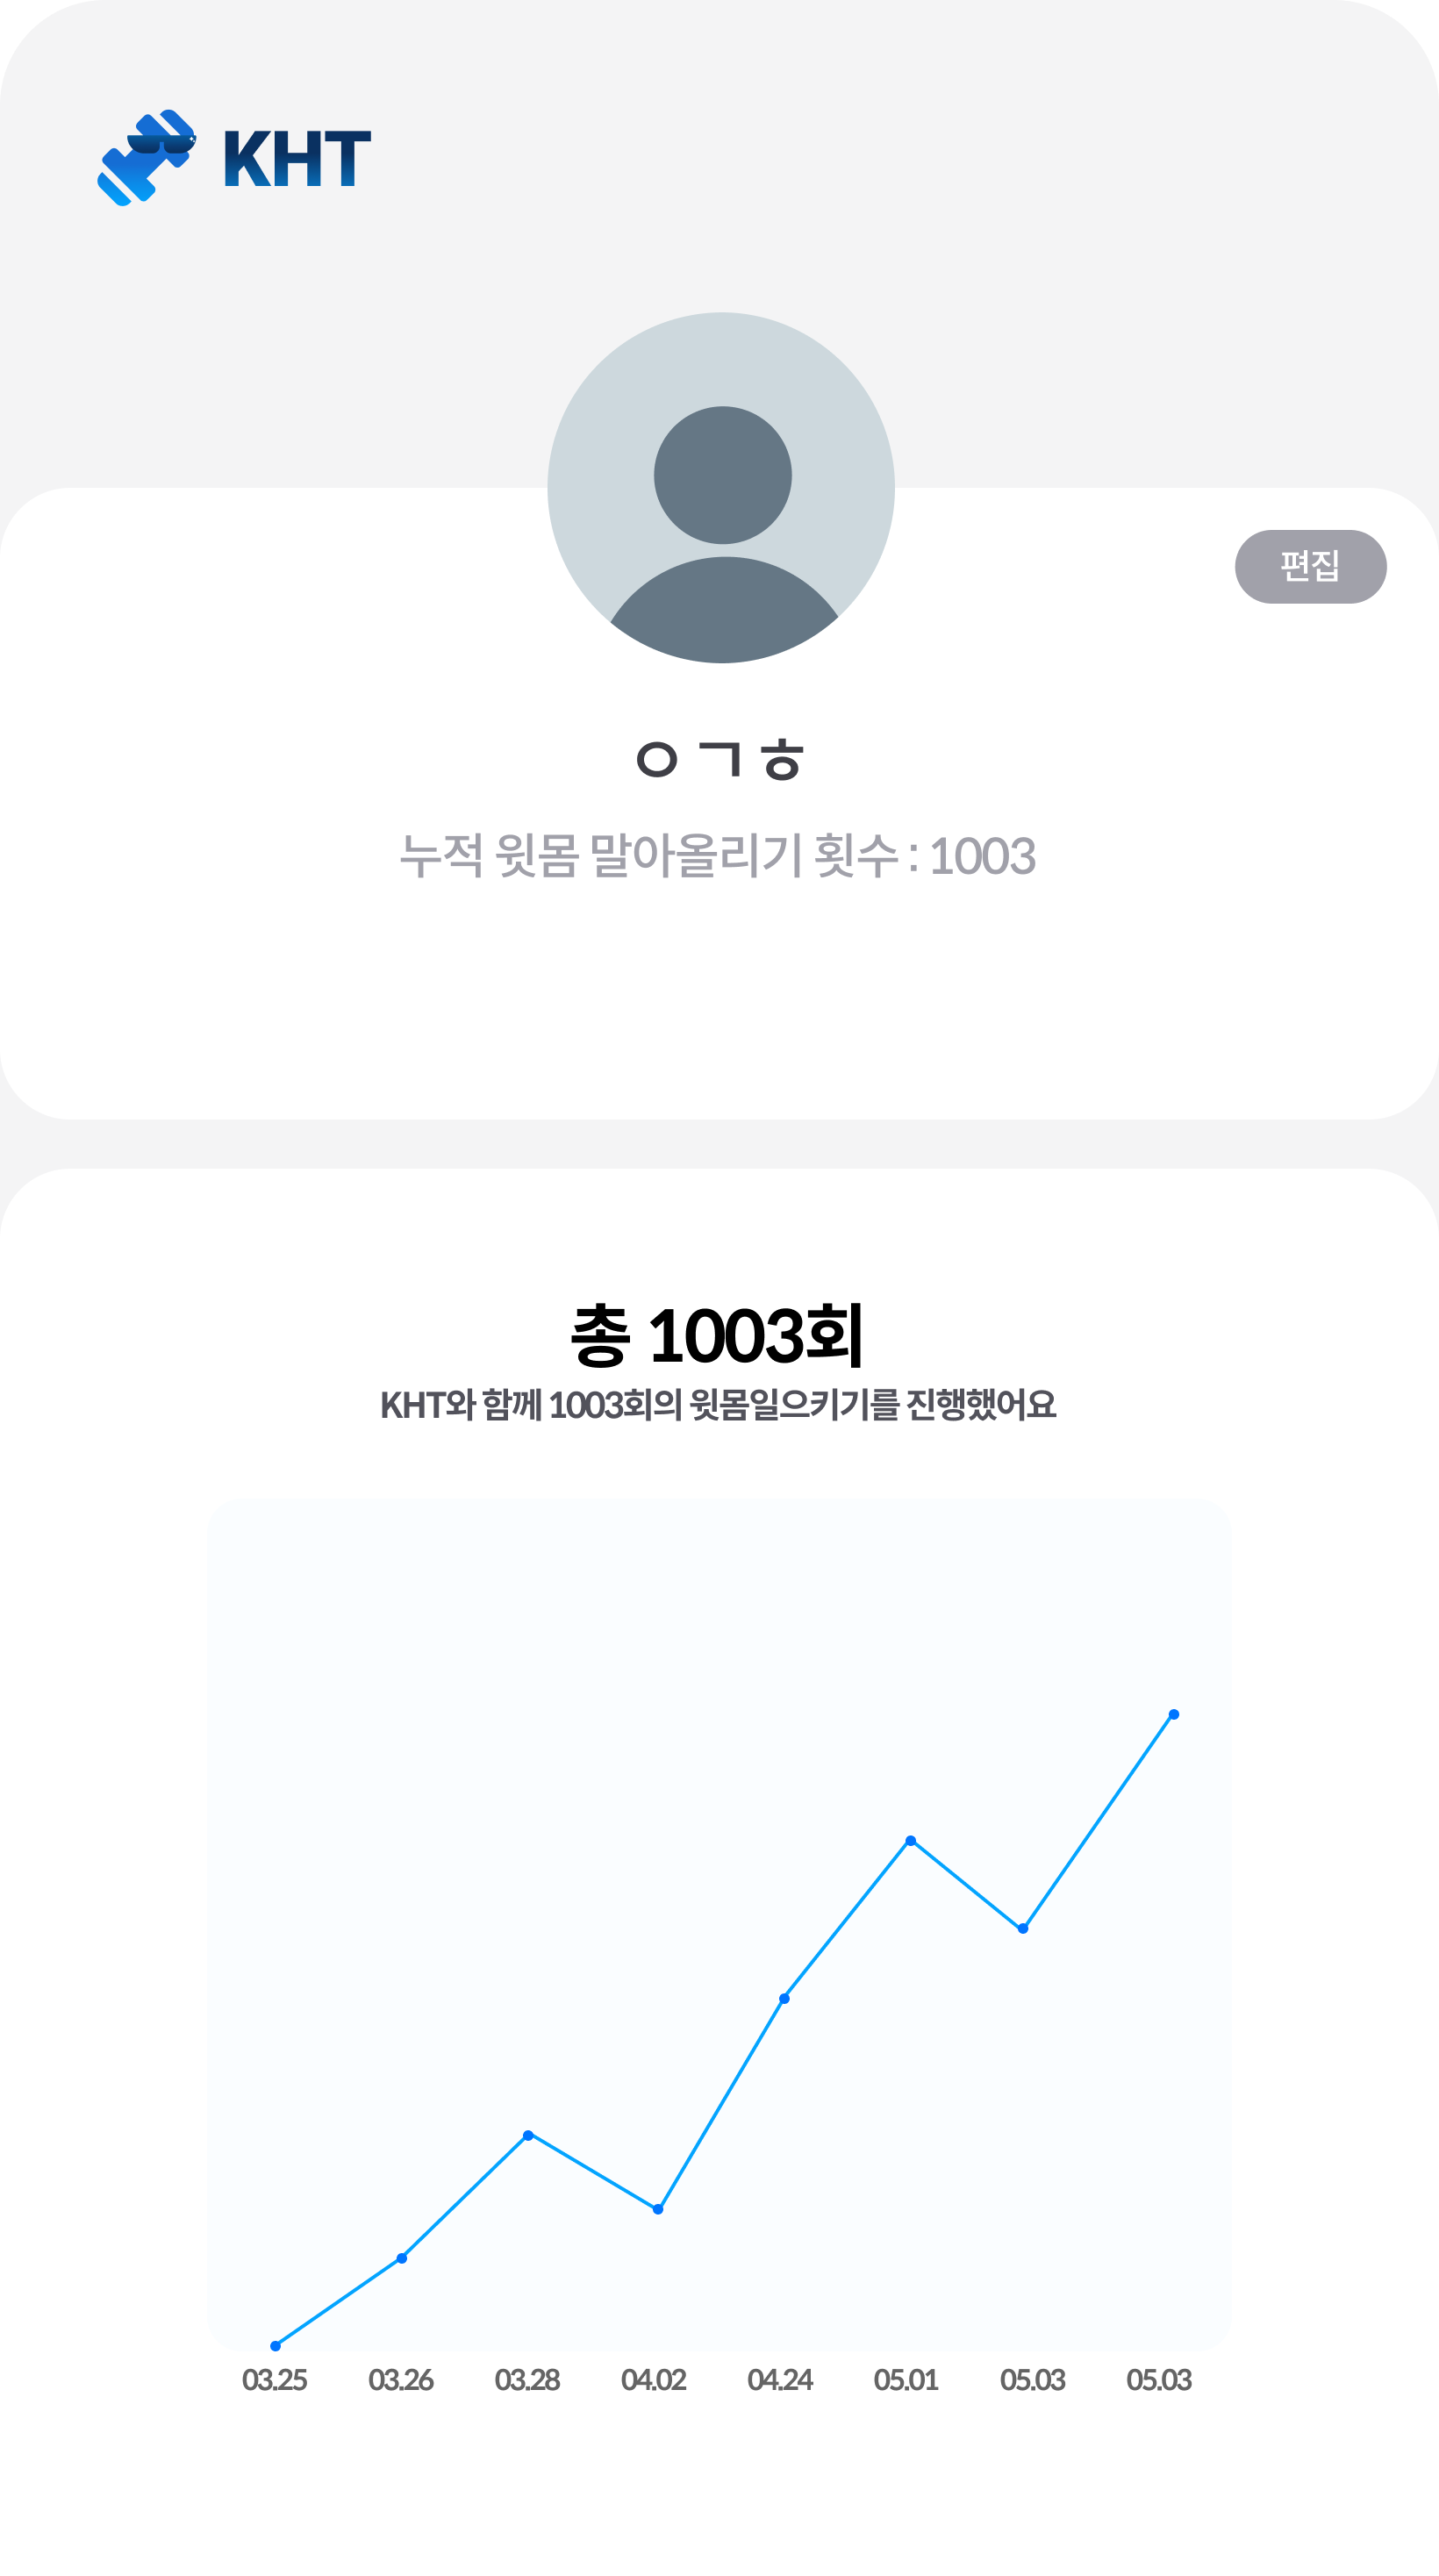 KHT
편집
ㅇㄱㅎ
누적 윗몸 말아올리기 횟수 : 1003
총 1003회
KHT와 함께 1003회의 윗몸일으키기를 진행했어요
03.25 03.26 03.28 04.02 04.24 05.01 05.03 05.03